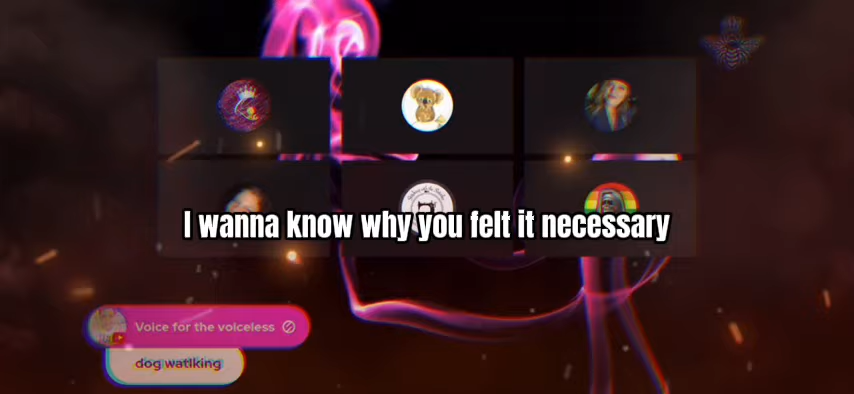 I wanna know why you felt it necessary
Voice for the voiceless
dog watlking